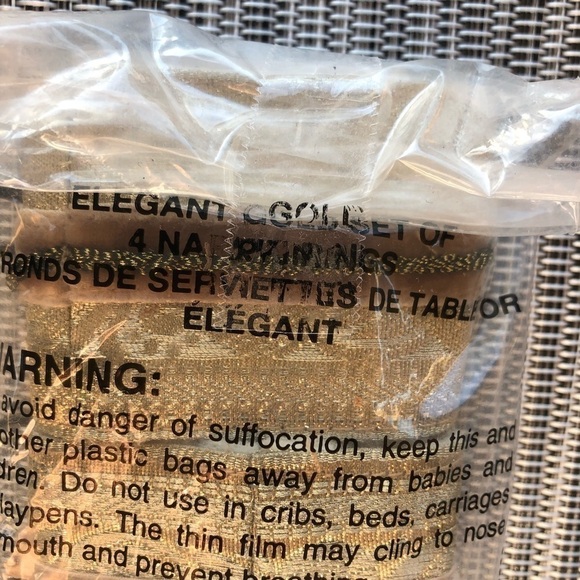 ELEGANT GOLD SET OF
4 NAPKIN RINGS
RONDS DE SERVIETTES DE TABLE OR
ÉLÉGANT
WARNING:
avoid danger of suffocation, keep this and
other plastic bags away from babies and
dren. Do not use in cribs, beds, carriages
laypens. The thin film may cling to nose
mouth and prevent breathing